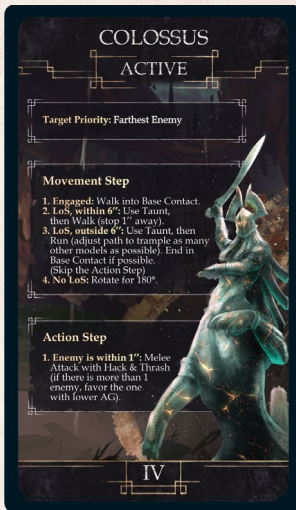 COLOSSUS
ACTIVE
Target Priority: Farthest Enemy
Movement Step
1. Engaged: Walk into Base Contact.
2. LoS, within 6″: Use Taunt,
then Walk (stop 1″ away).
3. LoS, outside 6″: Use Taunt, then
Run (adjust path to trample as many
other models as possible). End in
Base Contact if possible.
(Skip the Action Step)
4. No LoS: Rotate for 180°.
Action Step
1. Enemy is within 1″: Melee
Attack with Hack & Thrash
(if there is more than 1
enemy, favor the one
with lower AG).
IV